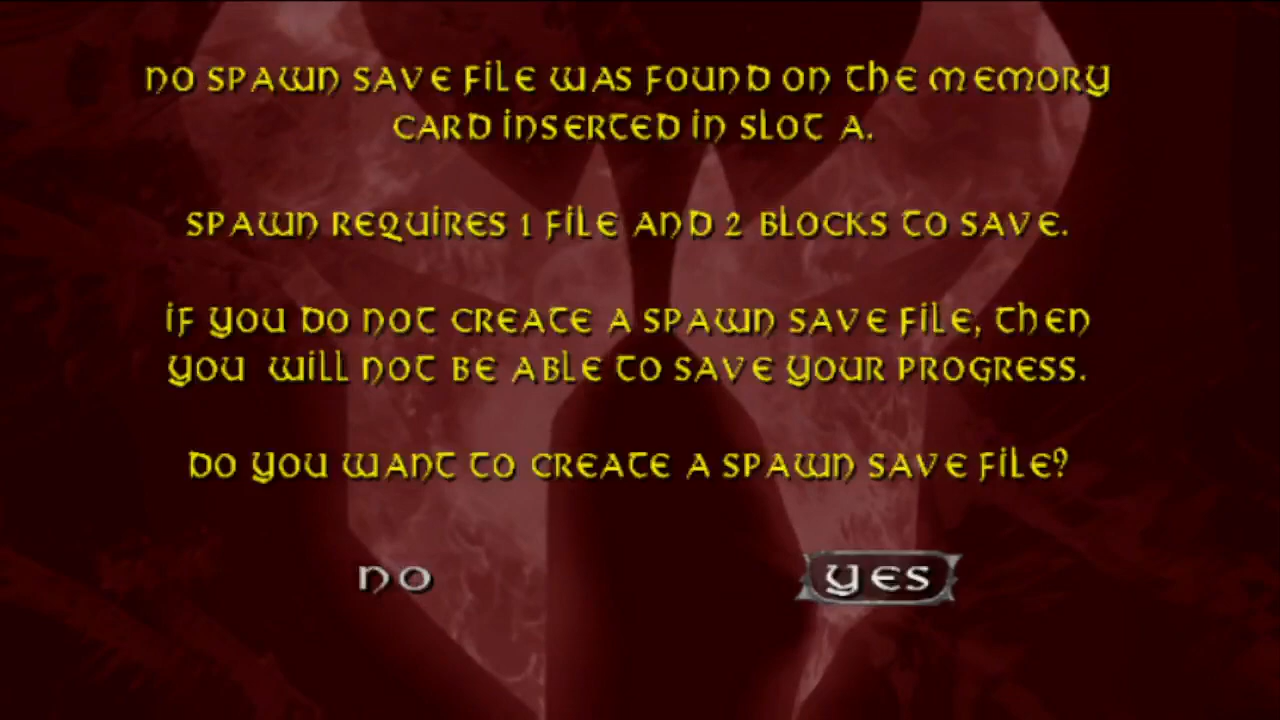 NO SPAWN SAVE FILE WAS FOUND ON THE MEMORY
CARD INSERTED IN SLOT A.
SPAWN REQUIRES 1 FILE AND 2 BLOCKS TO SAVE.
IF YOU DO NOT CREATE A SPAWN SAVE FILE, THEN
YOU WILL NOT BE ABLE TO SAVE YOUR PROGRESS.
DO YOU WANT TO CREATE A SPAWN SAVE FILE?
NO YES